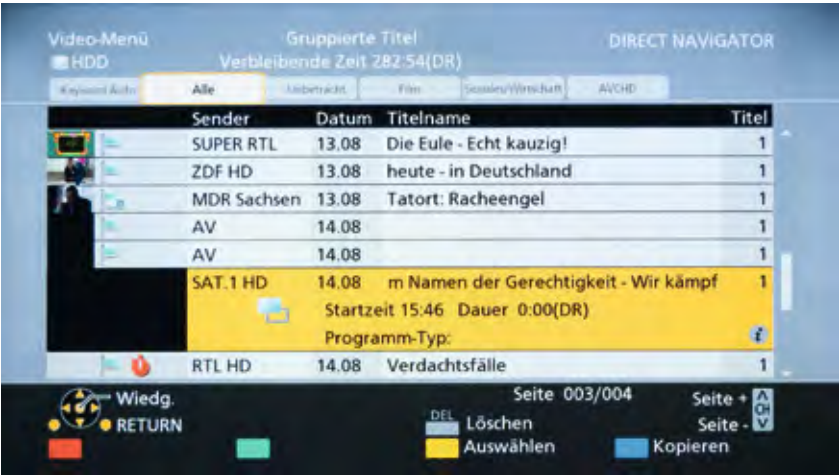 Video-Menü Gruppierte Titel DIRECT NAVIGATOR
HDD Verbleibende Zeit 282:54(DR)
Alle Unbetracht. Film AVCHD
Sender Datum Titelname Titel
SUPER RTL 13.08 Die Eule - Echt kauzig! 1
ZDF HD 13.08 heute - in Deutschland 1
MDR Sachsen 13.08 Tatort: Racheengel 1
AV 14.08 1
AV 14.08 1
SAT.1 HD 14.08 m Namen der Gerechtigkeit - Wir kämpf 1
Startzeit 15:46 Dauer 0:00(DR)
Programm-Typ: i
RTL HD 14.08 Verdachtsfälle 1
Wiedg. Seite 003/004 Seite +
CH
RETURN DEL Löschen Seite -
Auswählen Kopieren